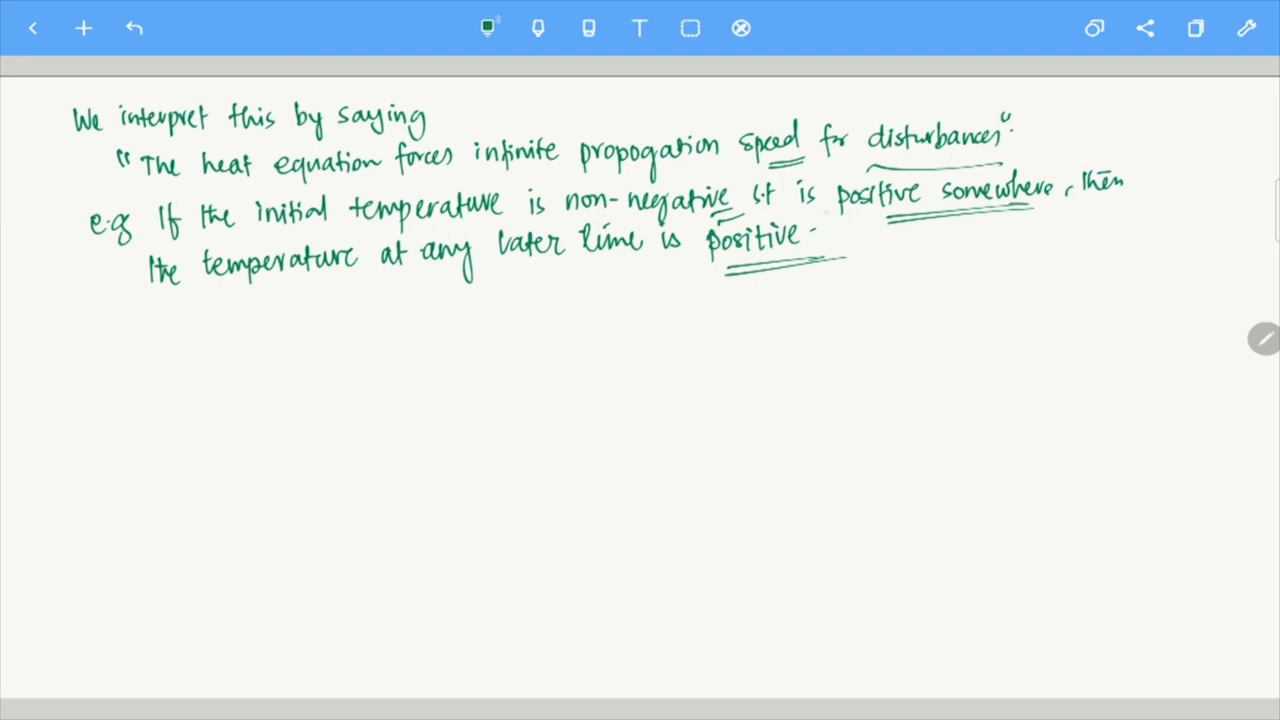 We interpret this by saying
"The heat equation forces infinite propogation speed for disturbances".
e.g If the initial temperature is non-negative s.t is positive somewhere, then
the temperature at any later time is positive.